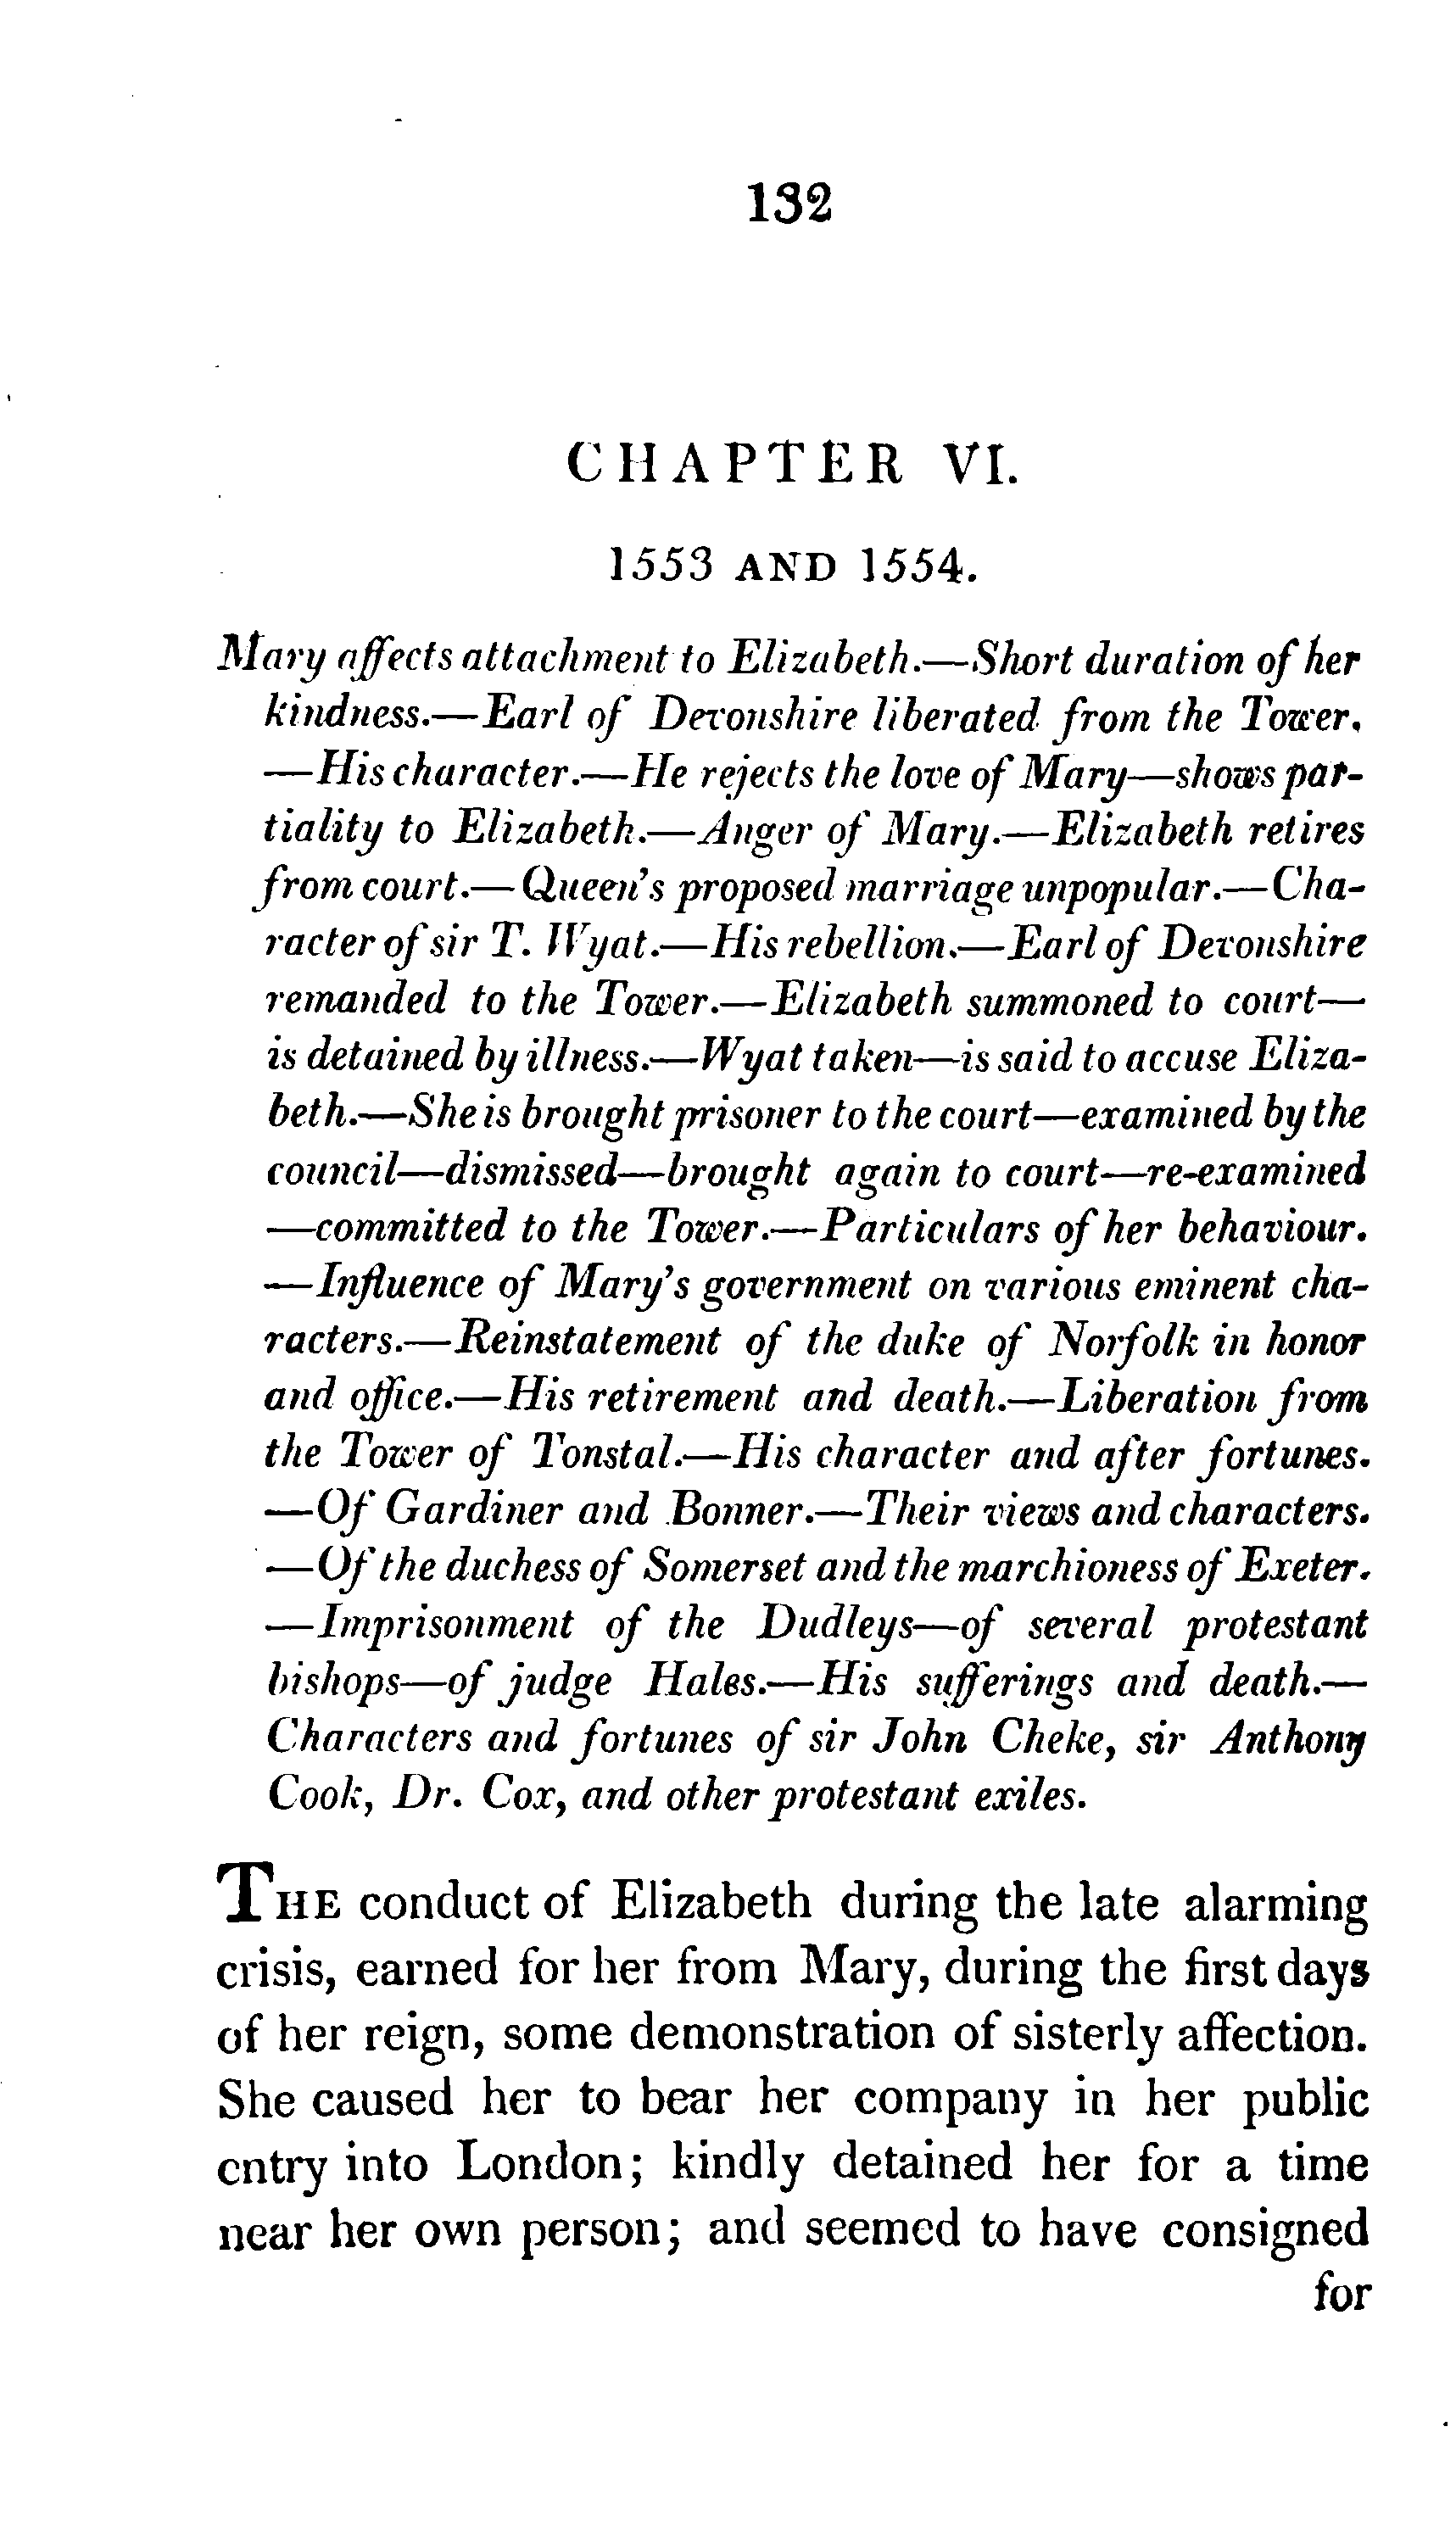 132
CHAPTER VI.
1553 AND 1554.
Mary affects attachment to Elizabeth.—Short duration of her
kindness.—Earl of Devonshire liberated from the Tower.
—His character.—He rejects the love of Mary—shows par-
tiality to Elizabeth.—Anger of Mary.—Elizabeth retires
from court.—Queen's proposed marriage unpopular.—Cha-
racter of sir T. Wyat.—His rebellion.—Earl of Devonshire
remanded to the Tower.—Elizabeth summoned to court—
is detained by illness.—Wyat taken—is said to accuse Eliza-
beth.—She is brought prisoner to the court—examined by the
council—dismissed—brought again to court—re-examined
—committed to the Tower.—Particulars of her behaviour.
—Influence of Mary's government on various eminent cha-
racters.—Reinstatement of the duke of Norfolk in honor
and office.—His retirement and death.—Liberation from
the Tower of Tonstal.—His character and after fortunes.
—Of Gardiner and Bonner.—Their views and characters.
—Of the duchess of Somerset and the marchioness of Exeter.
—Imprisonment of the Dudleys—of several protestant
bishops—of judge Hales.—His sufferings and death.—
Characters and fortunes of sir John Cheke, sir Anthony
Cook, Dr. Cox, and other protestant exiles.
THE conduct of Elizabeth during the late alarming
crisis, earned for her from Mary, during the first days
of her reign, some demonstration of sisterly affection.
She caused her to bear her company in her public
entry into London; kindly detained her for a time
near her own person; and seemed to have consigned
for